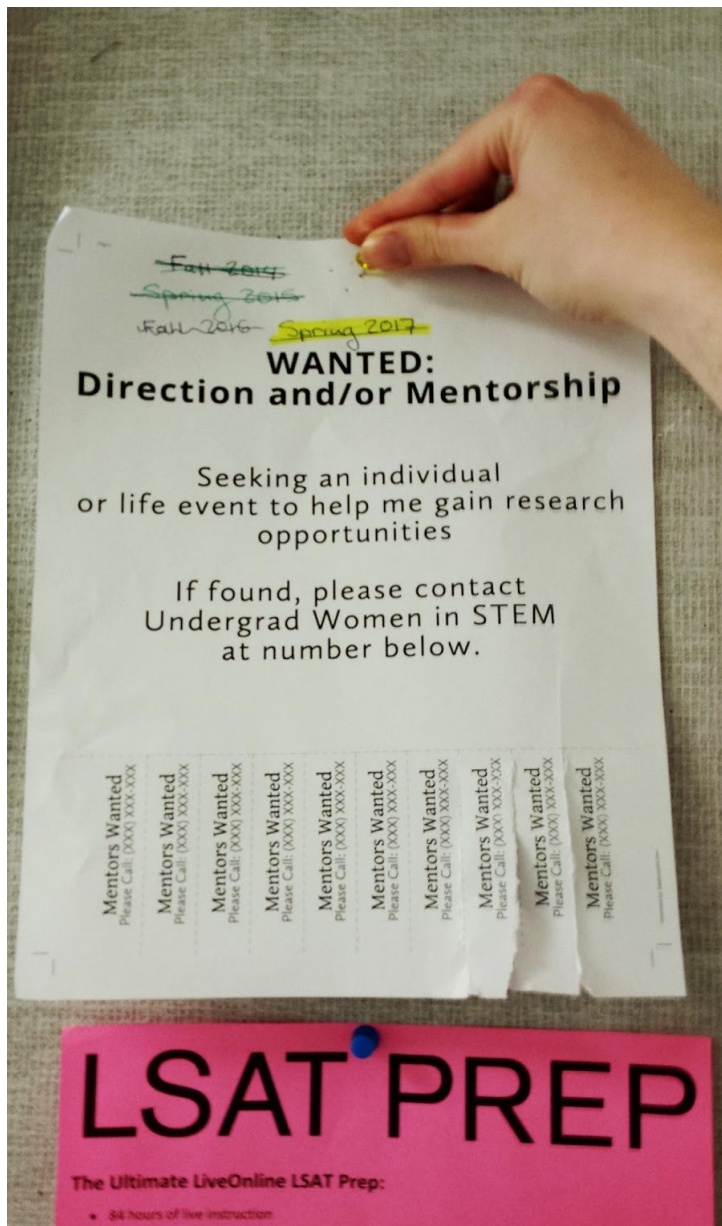 Fall 2014
Spring 2015
Fall 2016 Spring 2017
WANTED:
Direction and/or Mentorship
Seeking an individual
or life event to help me gain research
opportunities
If found, please contact
Undergrad Women in STEM
at number below.
Mentors Wanted
Please Call: (XXX) XXX-XXX
Mentors Wanted
Please Call: (XXX) XXX-XXX
Mentors Wanted
Please Call: (XXX) XXX-XXX
Mentors Wanted
Please Call: (XXX) XXX-XXX
Mentors Wanted
Please Call: (XXX) XXX-XXX
Mentors Wanted
Please Call: (XXX) XXX-XXX
Mentors Wanted
Please Call: (XXX) XXX-XXX
Mentors Wanted
Please Call: (XXX) XXX-XXX
Mentors Wanted
Please Call: (XXX) XXX-XXX
Mentors Wanted
Please Call: (XXX) XXX-XXX
LSAT PREP
The Ultimate LiveOnline LSAT Prep:
• 84 hours of live instruction